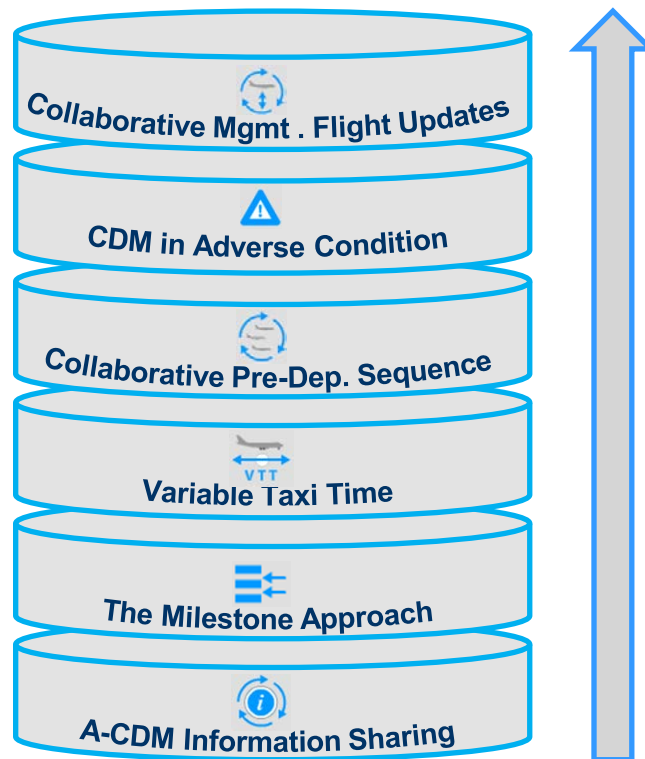 Collaborative Mgmt . Flight Updates
CDM in Adverse Condition
Collaborative Pre-Dep. Sequence
VTT
Variable Taxi Time
The Milestone Approach
i
A-CDM Information Sharing